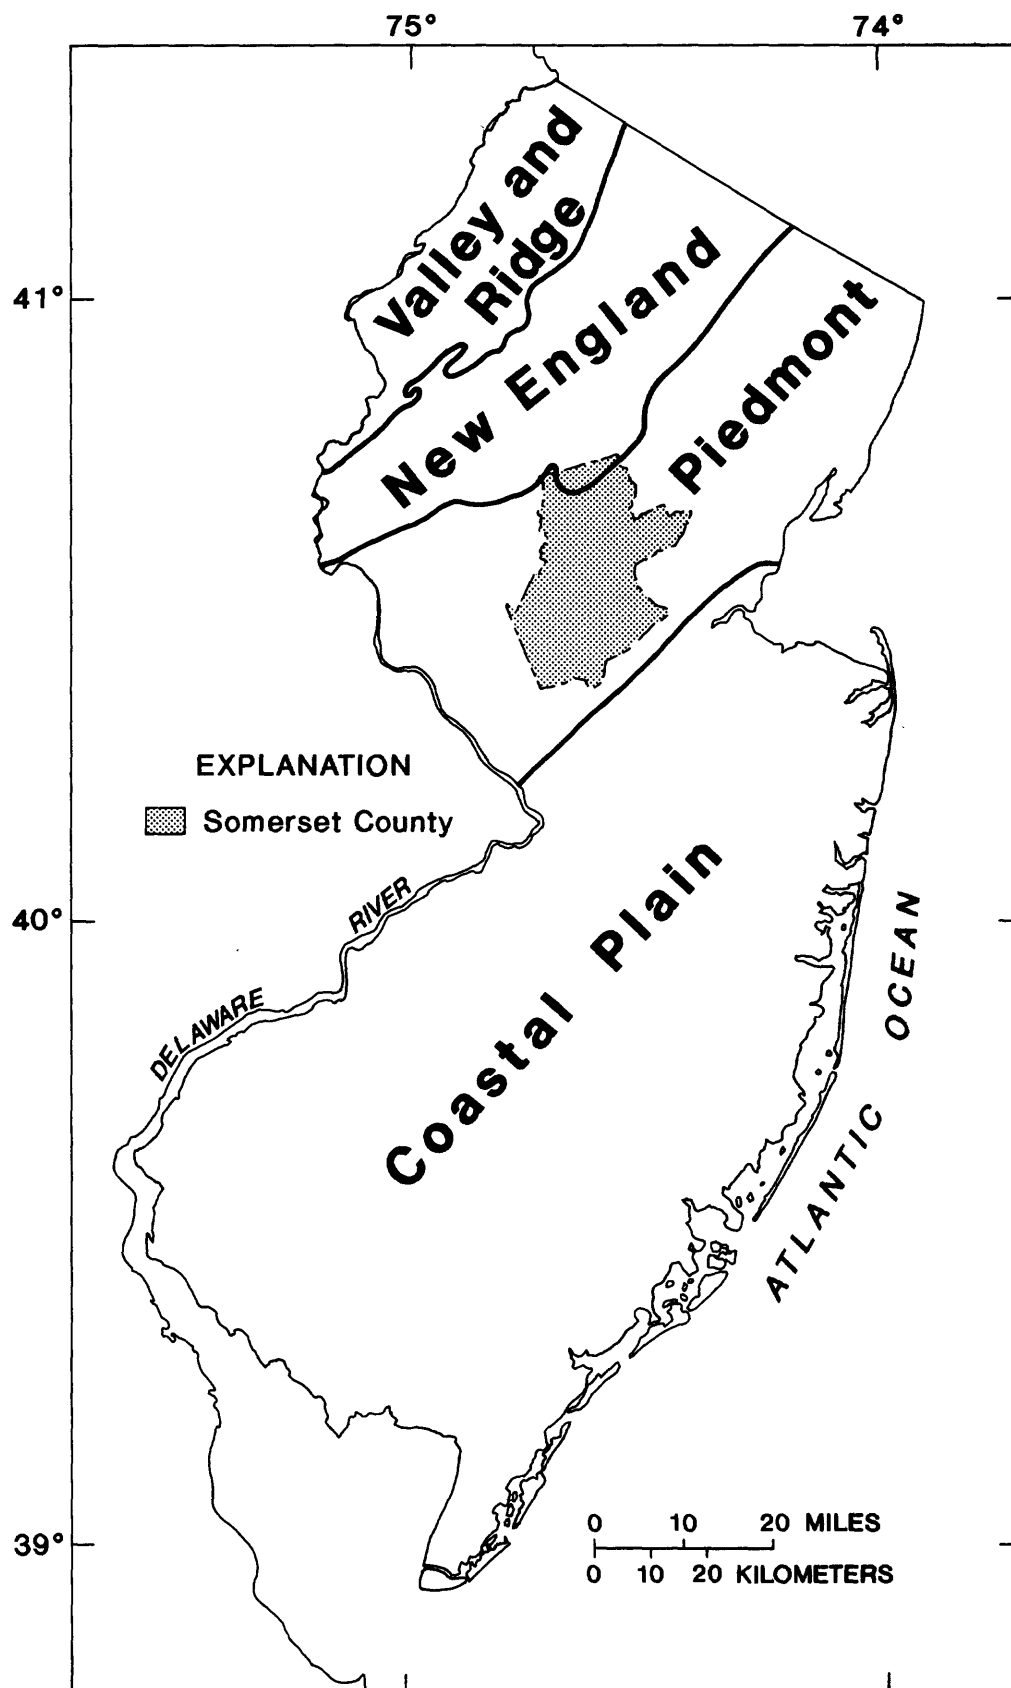 75° 74°
Valley and
Ridge
41°
New England
Piedmont
EXPLANATION
Somerset County
40°
DELAWARE RIVER
Coastal Plain
ATLANTIC OCEAN
39°
0 10 20 MILES
0 10 20 KILOMETERS